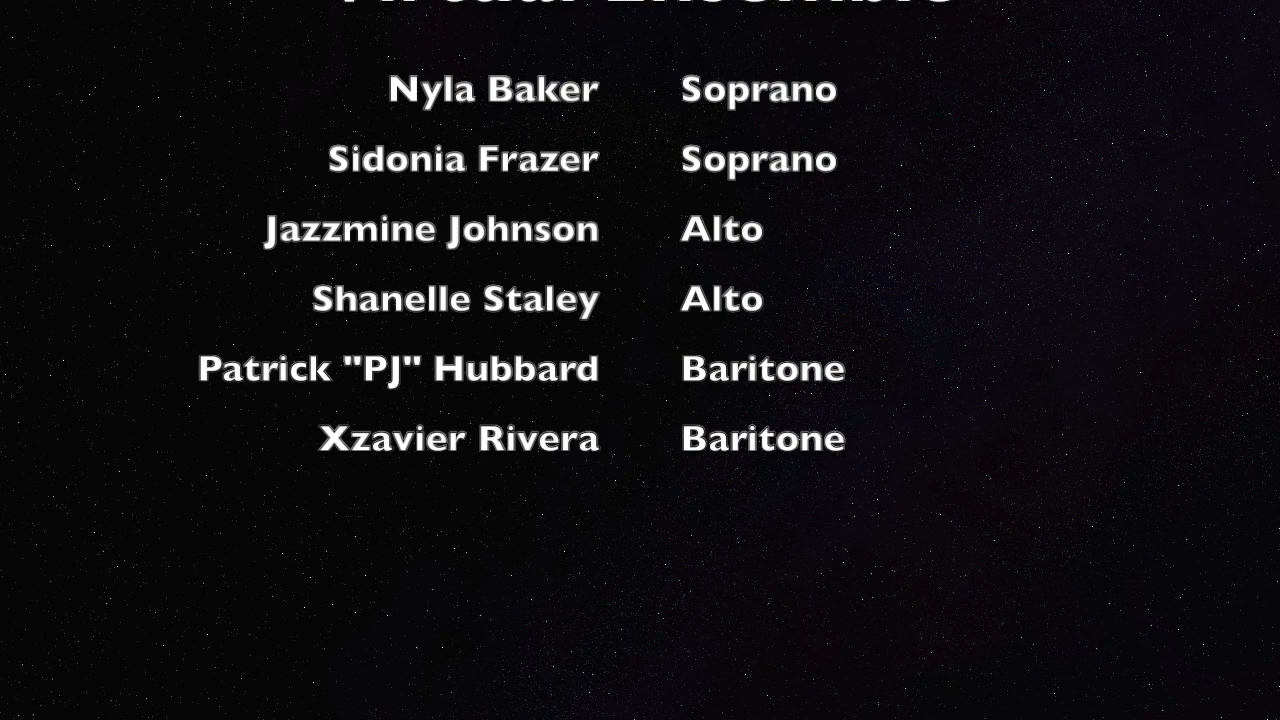 Nyla Baker Soprano
Sidonia Frazer Soprano
Jazzmine Johnson Alto
Shanelle Staley Alto
Patrick "PJ" Hubbard Baritone
Xzavier Rivera Baritone